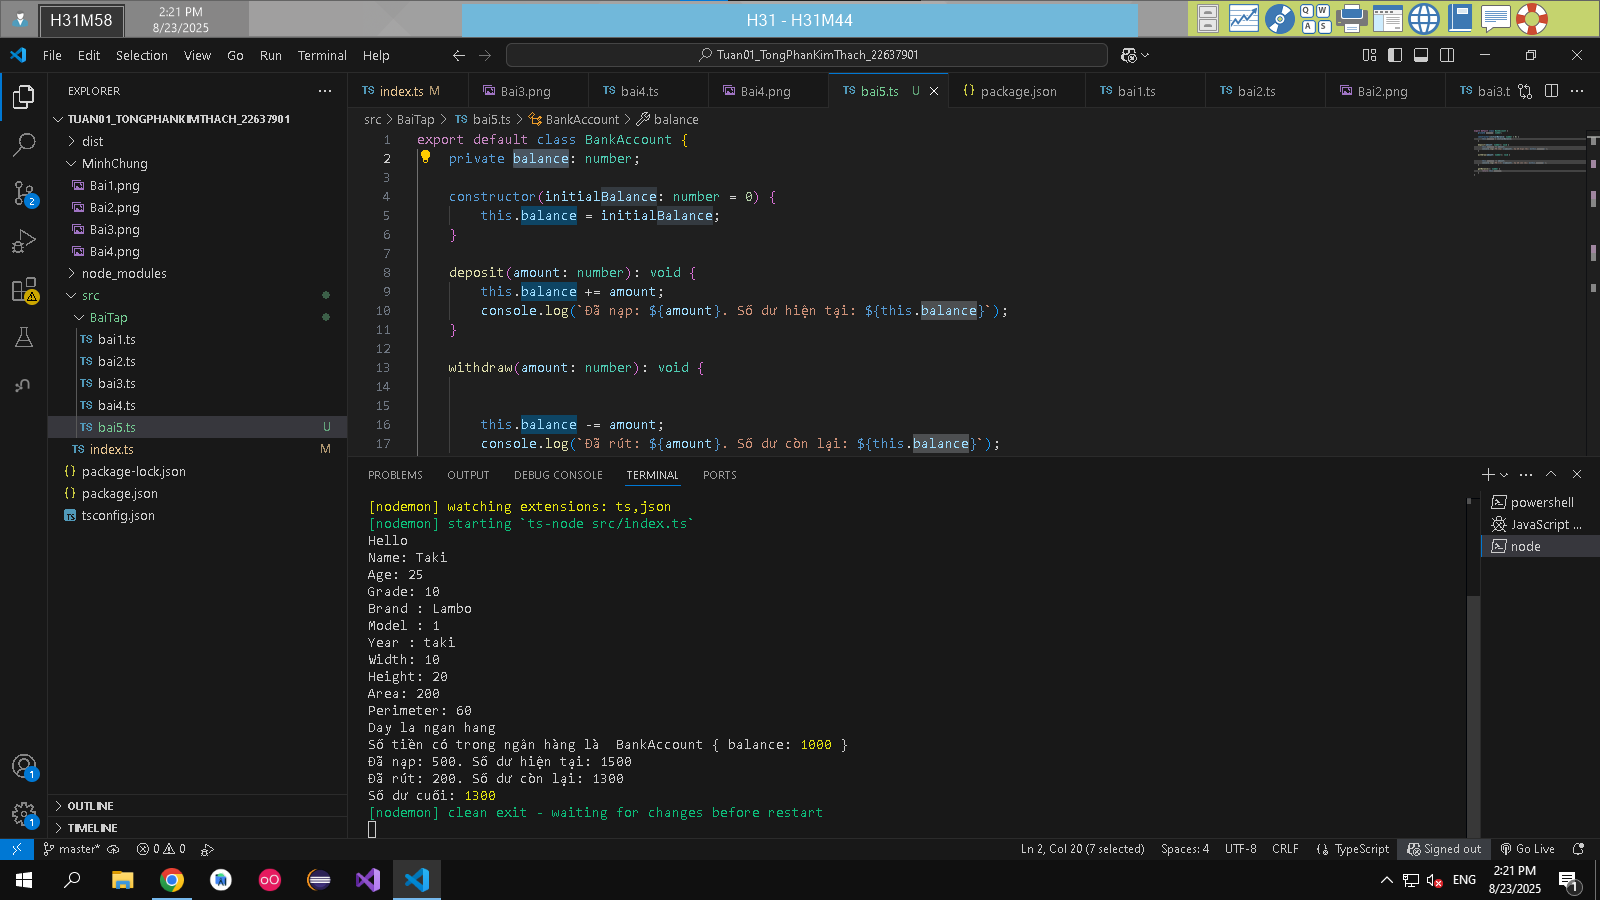 H31M58
2:21 PM
8/23/2025
H31 - H31M44
File Edit Selection View Go Run Terminal Help
Tuan01_TongPhanKimThach_22637901
EXPLORER
TUAN01_TONGPHANKIMTHACH_22637901
dist
MinhChung
Bai1.png
Bai2.png
Bai3.png
Bai4.png
node_modules
src
BaiTap
bai1.ts
bai2.ts
bai3.ts
bai4.ts
bai5.ts U
index.ts M
package-lock.json
package.json
tsconfig.json
OUTLINE
TIMELINE
index.ts M Bai3.png bai4.ts Bai4.png bai5.ts U package.json bai1.ts bai2.ts Bai2.png bai3.t
src > BaiTap > TS bai5.ts > BankAccount > balance
1 export default class BankAccount {
2 private balance: number;
3
4 constructor(initialBalance: number = 0) {
5 this.balance = initialBalance;
6 }
7
8 deposit(amount: number): void {
9 this.balance += amount;
10 console.log(`Đã nạp: ${amount}. Số dư hiện tại: ${this.balance}`);
11 }
12
13 withdraw(amount: number): void {
14
15
16 this.balance -= amount;
17 console.log(`Đã rút: ${amount}. Số dư còn lại: ${this.balance}`);
PROBLEMS OUTPUT DEBUG CONSOLE TERMINAL PORTS
[nodemon] watching extensions: ts,json
[nodemon] starting `ts-node src/index.ts`
Hello
Name: Taki
Age: 25
Grade: 10
Brand : Lambo
Model : 1
Year : taki
Width: 10
Height: 20
Area: 200
Perimeter: 60
Day la ngan hang
Số tiền có trong ngân hàng là  BankAccount { balance: 1000 }
Đã nạp: 500. Số dư hiện tại: 1500
Đã rút: 200. Số dư còn lại: 1300
Số dư cuối: 1300
[nodemon] clean exit - waiting for changes before restart
powershell
JavaScript ...
node
master* 0 0
Ln 2, Col 20 (7 selected) Spaces: 4 UTF-8 CRLF TypeScript Signed out Go Live
ENG
2:21 PM
8/23/2025